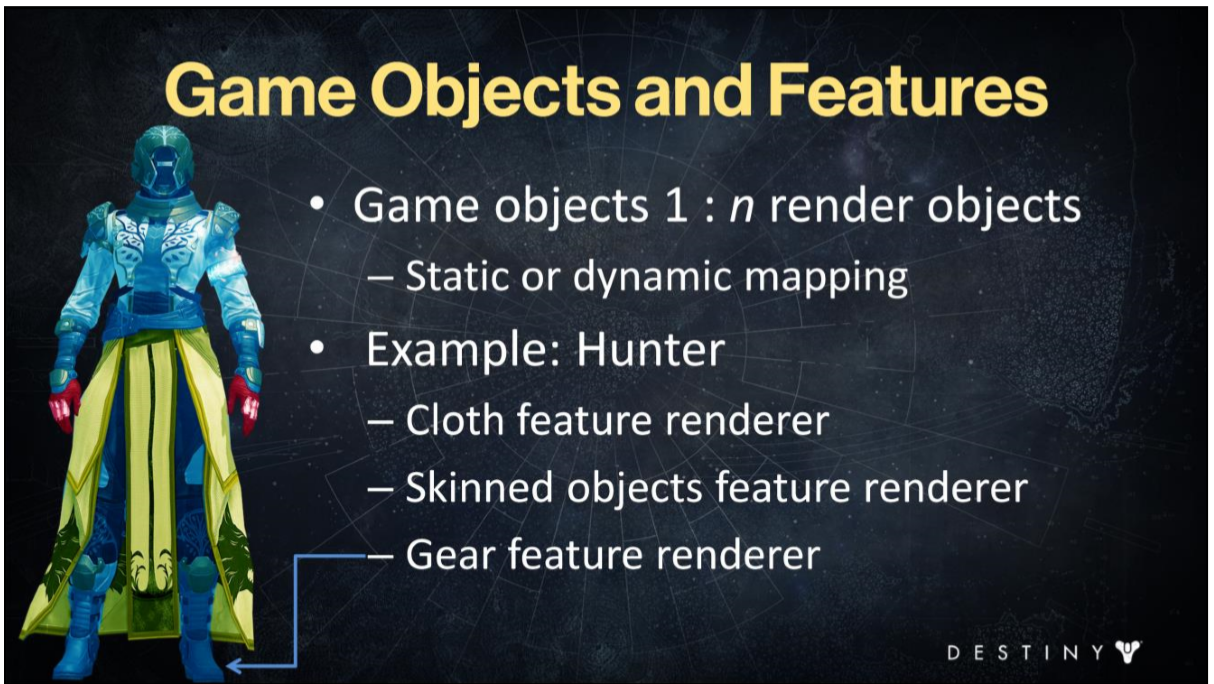 Game Objects and Features
• Game objects 1 : n render objects
– Static or dynamic mapping
• Example: Hunter
– Cloth feature renderer
– Skinned objects feature renderer
– Gear feature renderer
DESTINY